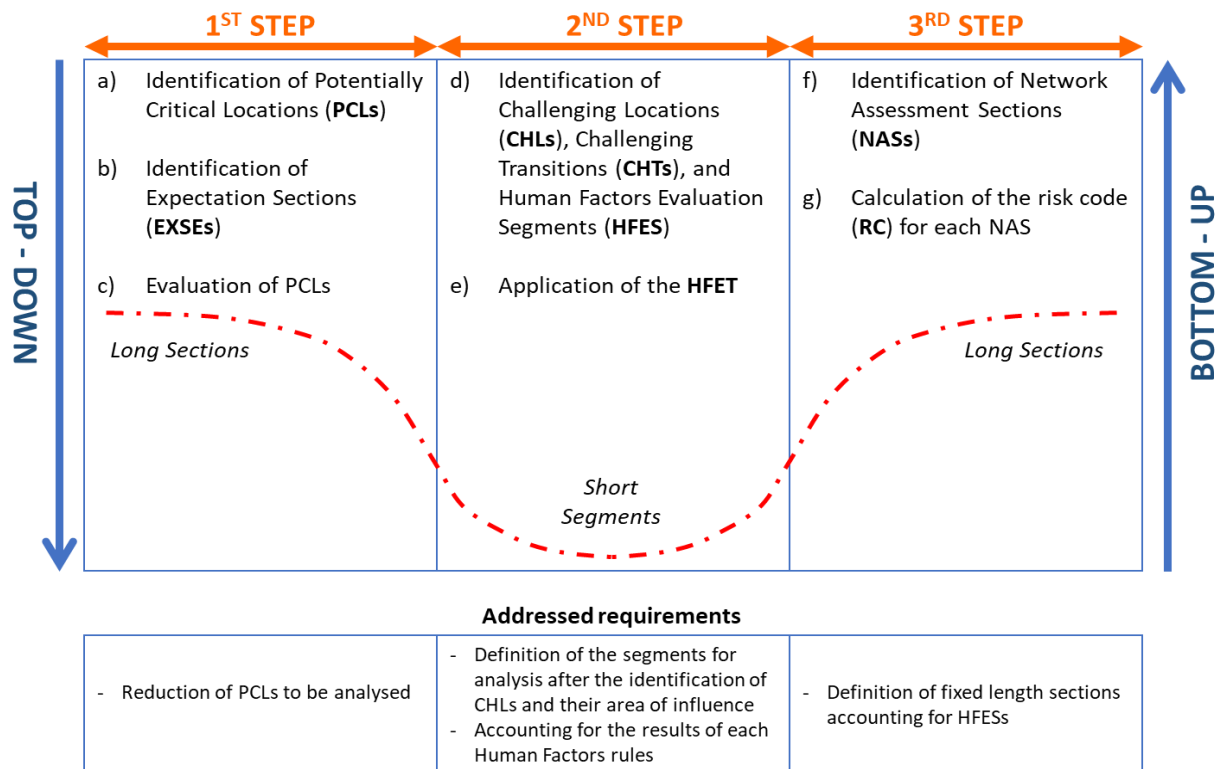 1ST STEP
2ND STEP
3RD STEP
TOP - DOWN
a) Identification of Potentially
Critical Locations (PCLs)
b) Identification of
Expectation Sections
(EXSEs)
c) Evaluation of PCLs
Long Sections
d) Identification of
Challenging Locations
(CHLs), Challenging
Transitions (CHTs), and
Human Factors Evaluation
Segments (HFES)
e) Application of the HFET
Short
Segments
f) Identification of Network
Assessment Sections
(NASs)
g) Calculation of the risk code
(RC) for each NAS
Long Sections
BOTTOM - UP
Addressed requirements
- Reduction of PCLs to be analysed
- Definition of the segments for
analysis after the identification of
CHLs and their area of influence
- Accounting for the results of each
Human Factors rules
- Definition of fixed length sections
accounting for HFESs